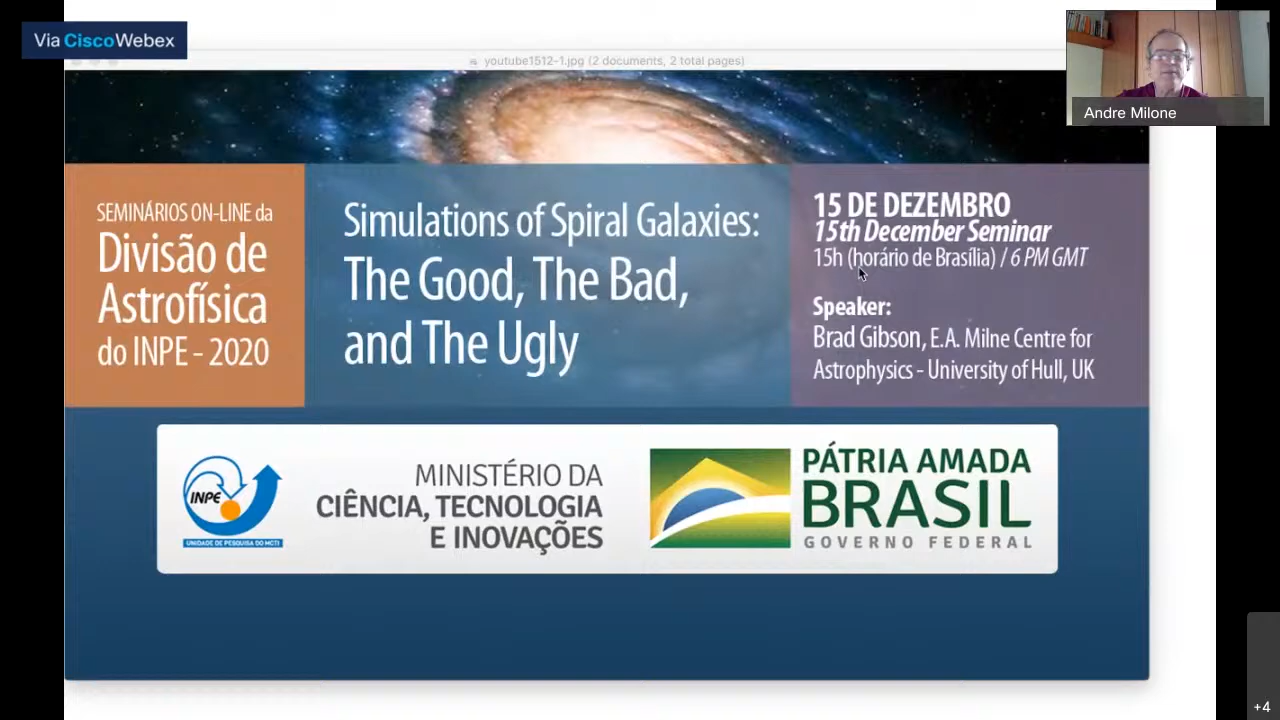 Via CiscoWebex
youtube1512-1.jpg (2 documents, 2 total pages)
Andre Milone
SEMINÁRIOS ON-LINE da
Divisão de
Astrofísica
do INPE - 2020
Simulations of Spiral Galaxies:
The Good, The Bad,
and The Ugly
15 DE DEZEMBRO
15th December Seminar
15h (horário de Brasília) / 6 PM GMT
Speaker:
Brad Gibson, E.A. Milne Centre for
Astrophysics - University of Hull, UK
INPE
UNIDADE DE PESQUISA DO MCTI
MINISTÉRIO DA
CIÊNCIA, TECNOLOGIA
E INOVAÇÕES
PÁTRIA AMADA
BRASIL
GOVERNO FEDERAL
+4